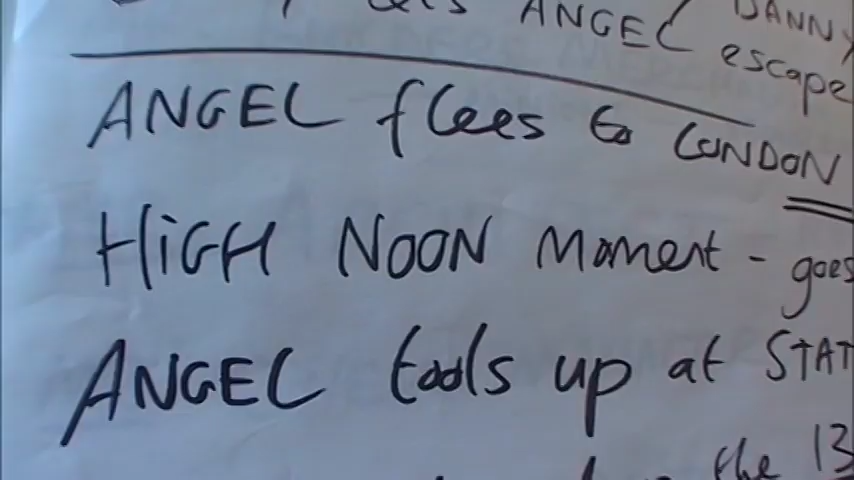 ANGEL DANNY
escape
ANGEL flees to LONDON
HiGH NOON Moment - goes
ANGEL tools up at STAT
the 13